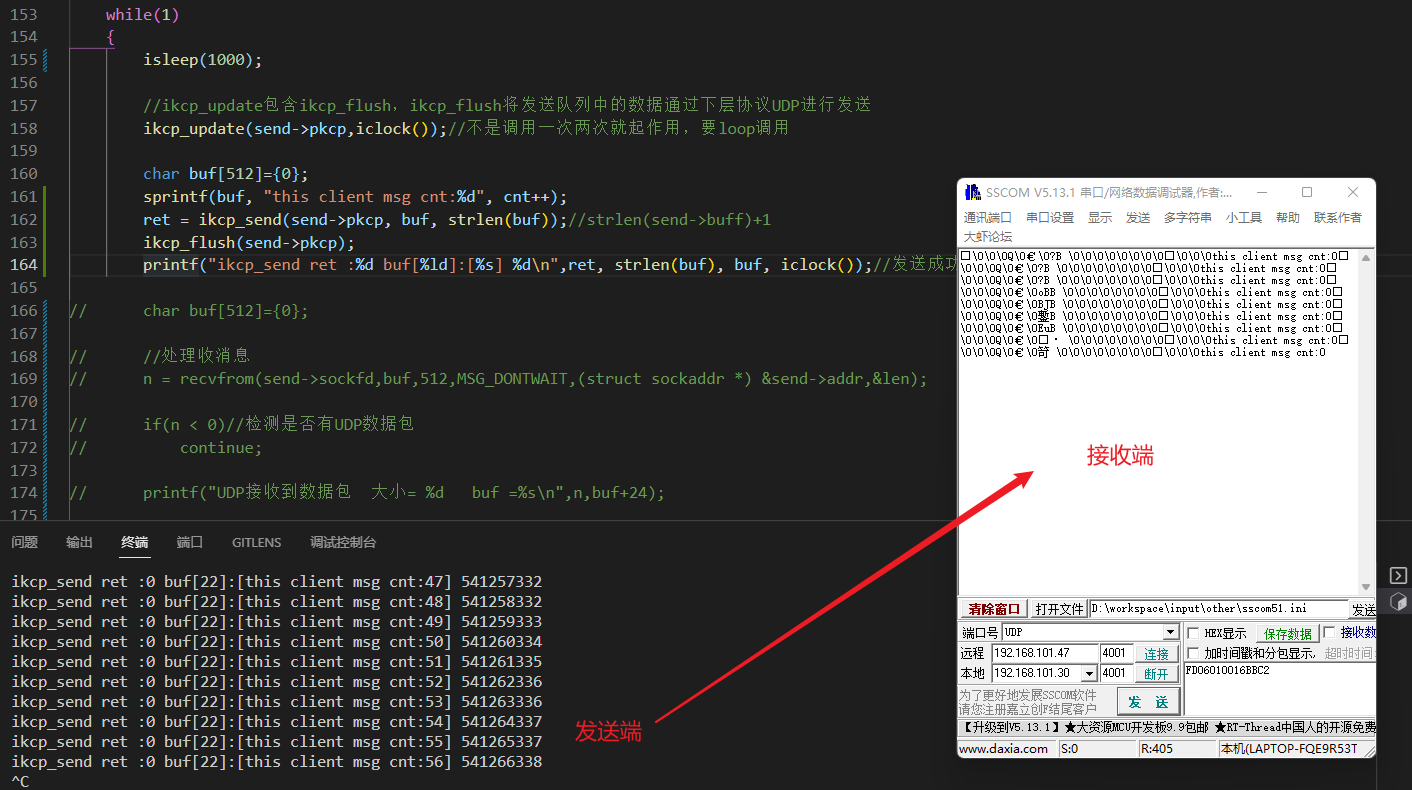 153 while(1)
154 {
155 isleep(1000);
156
157 //ikcp_update包含ikcp_flush，ikcp_flush将发送队列中的数据通过下层协议UDP进行发送
158 ikcp_update(send->pkcp,iclock());//不是调用一次两次就起作用，要loop调用
159
160 char buf[512]={0};
161 sprintf(buf, "this client msg cnt:%d", cnt++);
162 ret = ikcp_send(send->pkcp, buf, strlen(buf));//strlen(send->buff)+1
163 ikcp_flush(send->pkcp);
164 printf("ikcp_send ret :%d buf[%ld]:[%s] %d\n",ret, strlen(buf), buf, iclock());//发送成功
165
166 // char buf[512]={0};
167
168 // //处理收消息
169 // n = recvfrom(send->sockfd,buf,512,MSG_DONTWAIT,(struct sockaddr *) &send->addr,&len);
170
171 // if(n < 0)//检测是否有UDP数据包
172 // continue;
173
174 // printf("UDP接收到数据包 大小= %d buf =%s\n",n,buf+24);
175
问题 输出 终端 端口 GITLENS 调试控制台
ikcp_send ret :0 buf[22]:[this client msg cnt:47] 541257332
ikcp_send ret :0 buf[22]:[this client msg cnt:48] 541258332
ikcp_send ret :0 buf[22]:[this client msg cnt:49] 541259333
ikcp_send ret :0 buf[22]:[this client msg cnt:50] 541260334
ikcp_send ret :0 buf[22]:[this client msg cnt:51] 541261335
ikcp_send ret :0 buf[22]:[this client msg cnt:52] 541262336
ikcp_send ret :0 buf[22]:[this client msg cnt:53] 541263336
ikcp_send ret :0 buf[22]:[this client msg cnt:54] 541264337
ikcp_send ret :0 buf[22]:[this client msg cnt:55] 541265337
ikcp_send ret :0 buf[22]:[this client msg cnt:56] 541266338
^C
发送端
SSCOM V5.13.1 串口/网络数据调试器,作者:...
通讯端口 串口设置 显示 发送 多字符串 小工具 帮助 联系作者
大虾论坛
□\0\0\0Q\0€\0?B \0\0\0\0\0\0\0□\0\0\0this client msg cnt:0□
\0\0\0Q\0€\0?B \0\0\0\0\0\0\0□\0\0\0this client msg cnt:0□
\0\0\0Q\0€\0?B \0\0\0\0\0\0\0□\0\0\0this client msg cnt:0□
\0\0\0Q\0€\0oBB \0\0\0\0\0\0\0□\0\0\0this client msg cnt:0□
\0\0\0Q\0€\0BJB \0\0\0\0\0\0\0□\0\0\0this client msg cnt:0□
\0\0\0Q\0€\0B \0\0\0\0\0\0\0□\0\0\0this client msg cnt:0□
\0\0\0Q\0€\0EuB \0\0\0\0\0\0\0□\0\0\0this client msg cnt:0□
\0\0\0Q\0€\0□· \0\0\0\0\0\0\0□\0\0\0this client msg cnt:0□
\0\0\0Q\0€\0 \0\0\0\0\0\0\0□\0\0\0this client msg cnt:0
接收端
清除窗口 打开文件 D:\workspace\input\other\sscom51.ini 发送
端口号 UDP HEX显示 保存数据 接收数
远程 192.168.101.47 4001 连接 加时间戳和分包显示, 超时时间:
本地 192.168.101.30 4001 断开 FD06010016BBC2
为了更好地发展SSCOM软件
请您注册嘉立创F结尾客户
发 送
【升级到V5.13.1】★大资源MCU开发板9.9包邮 ★RT-Thread中国人的开源免费
www.daxia.com S:0 R:405 本机(LAPTOP-FQE9R53T